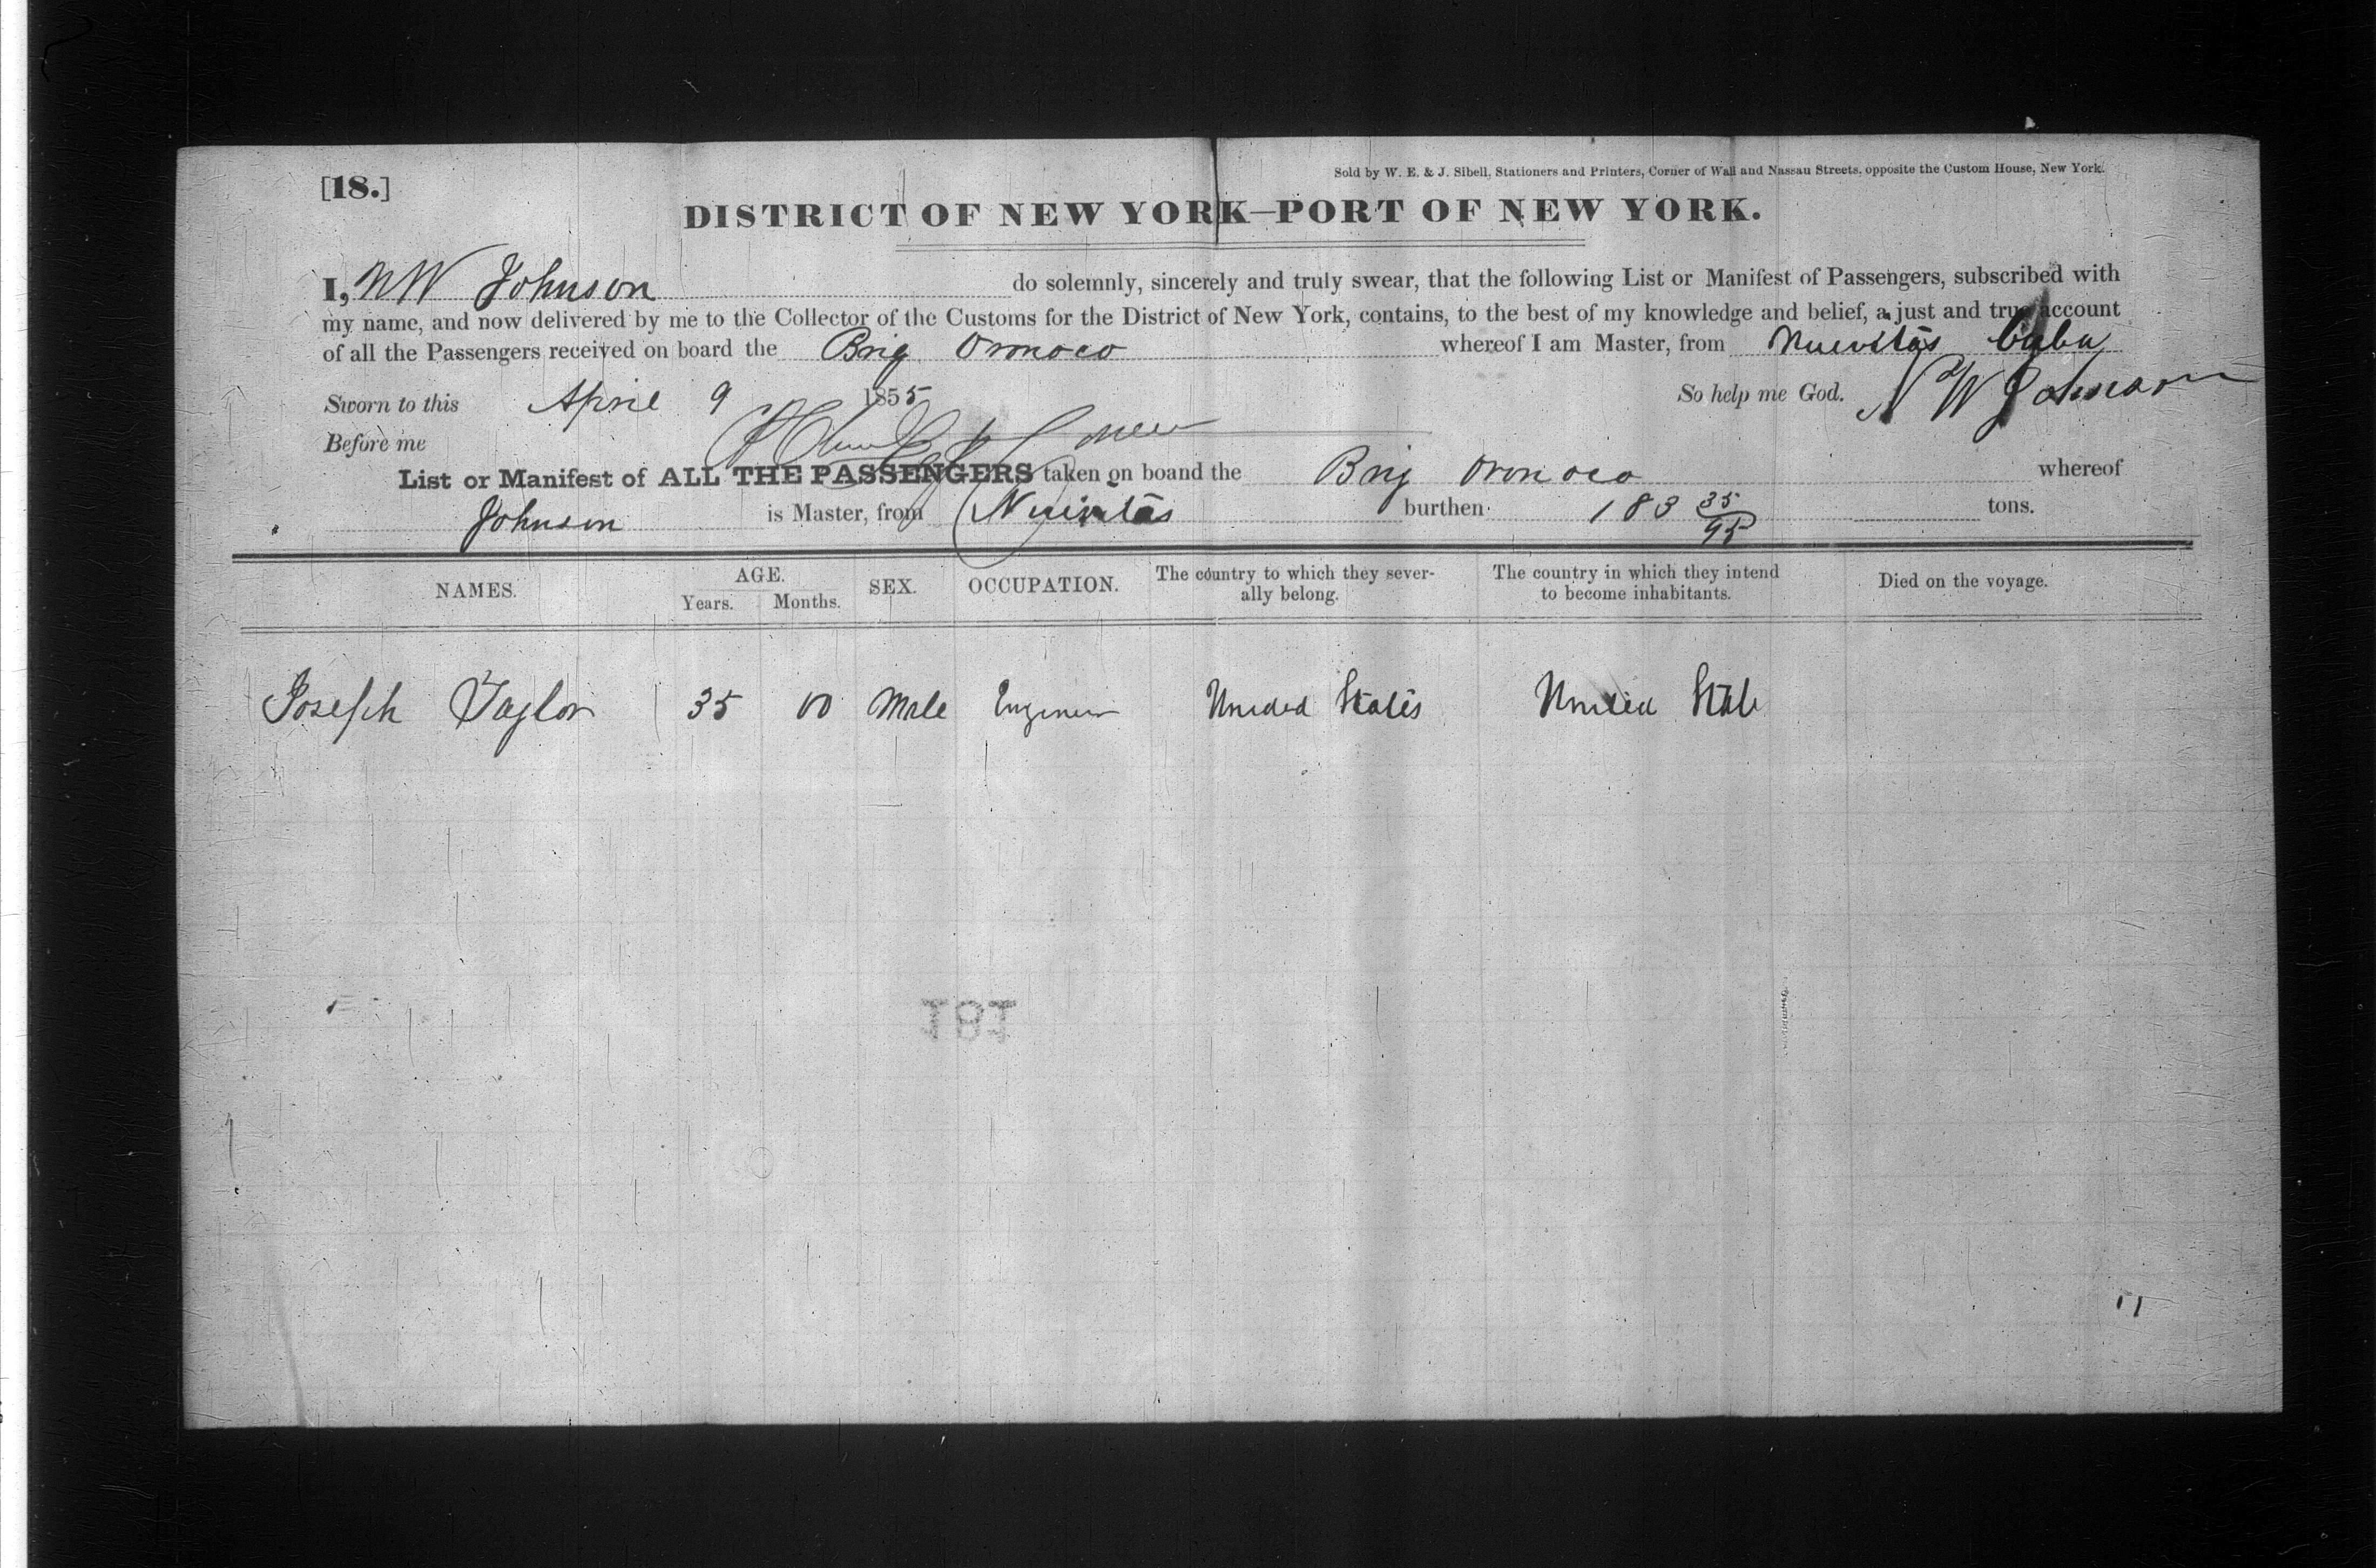 [18.]
Sold by W. E. & J. Sibell, Stationers and Printers, Corner of Wall and Nassau Streets, opposite the Custom House, New York.
DISTRICT OF NEW YORK—PORT OF NEW YORK.
I, N W Johnson do solemnly, sincerely and truly swear, that the following List or Manifest of Passengers, subscribed with
my name, and now delivered by me to the Collector of the Customs for the District of New York, contains, to the best of my knowledge and belief, a just and true account
of all the Passengers received on board the Brig Oronoco whereof I am Master, from Nuevitas Cuba
Sworn to this April 9 1855 So help me God. N W Johnson
Before me
List or Manifest of ALL THE PASSENGERS taken on boand the Brig Oronoco whereof
Johnson is Master, from Nuevitas burthen 183 35/95 tons.
NAMES. AGE. Years. Months. SEX. OCCUPATION. The country to which they severally belong. The country in which they intend to become inhabitants. Died on the voyage.
Joseph Taylor 35 00 Male Engineer United States United State
181
11